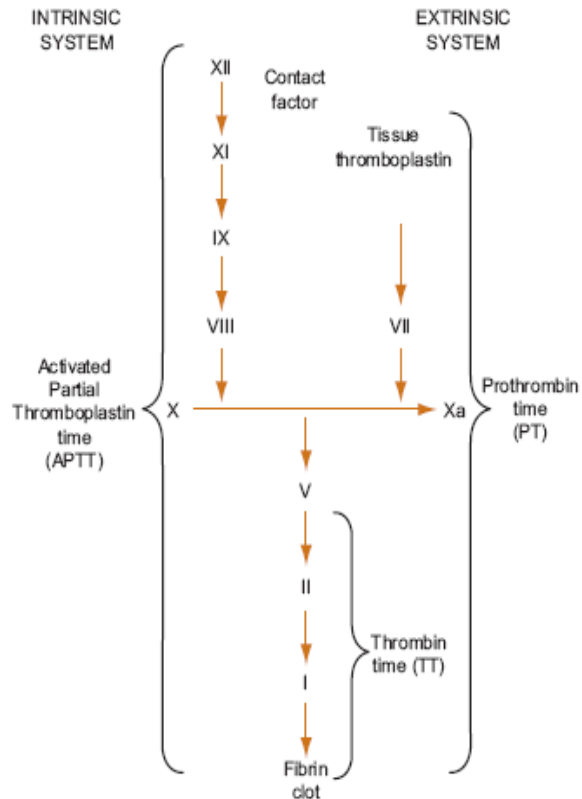 INTRINSIC
SYSTEM
EXTRINSIC
SYSTEM
XII
Contact
factor
Tissue
thromboplastin
XI
IX
VIII
VII
Activated
Partial
Thromboplastin
time
(APTT)
X
Xa
Prothrombin
time
(PT)
V
II
Thrombin
time (TT)
I
Fibrin
clot